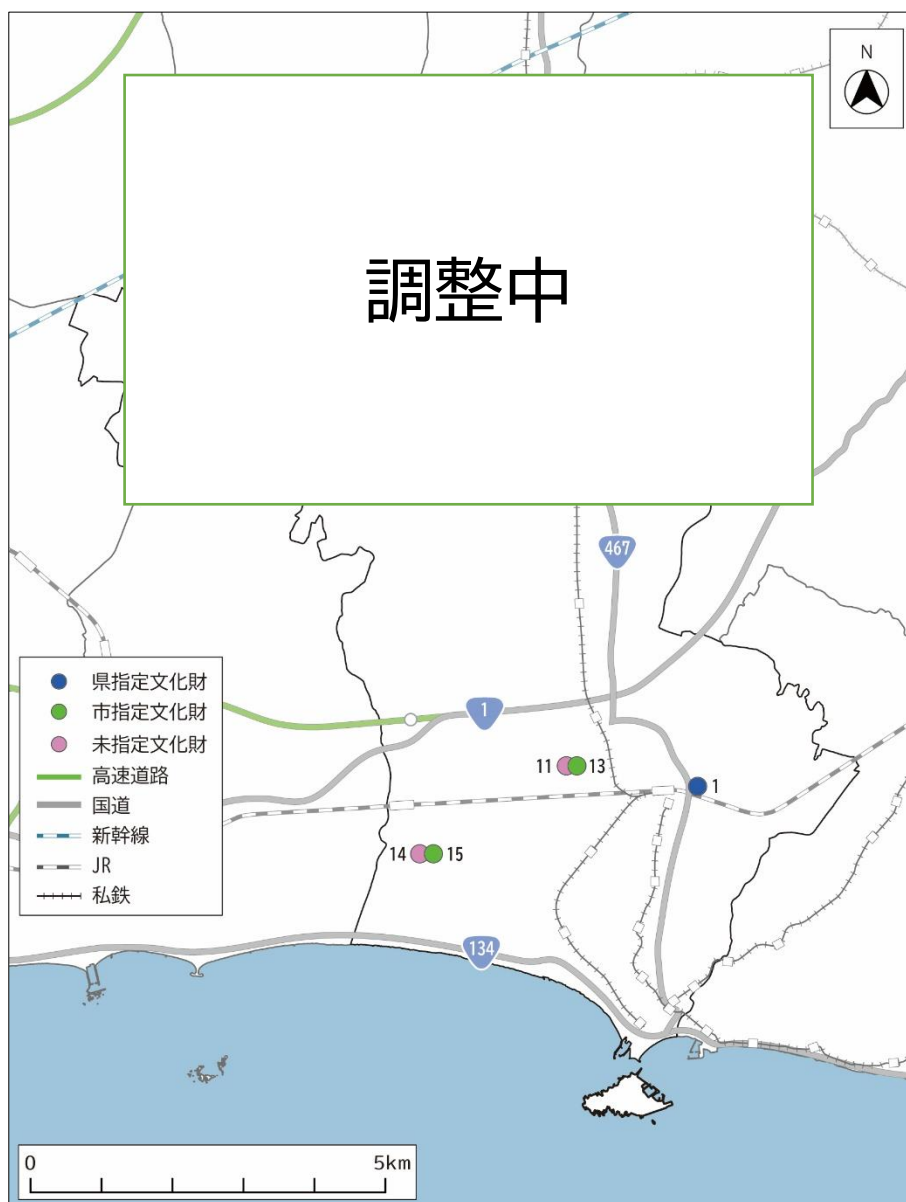 N
調整中
467
県指定文化財
市指定文化財
未指定文化財
高速道路
国道
新幹線
JR
私鉄
1
11 13
1
14 15
134
0 5km